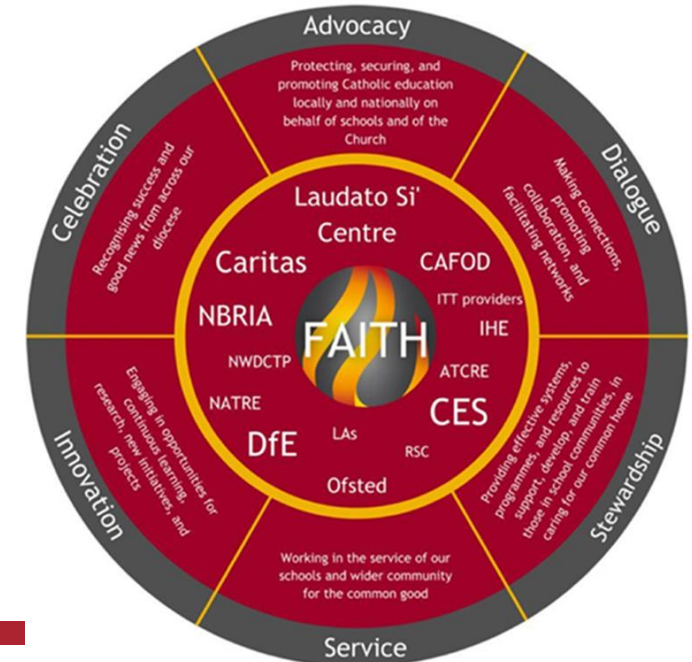 Advocacy
Protecting, securing, and
promoting Catholic education
locally and nationally on
behalf of schools and of the
Church
Dialogue
Making connections,
promoting
collaboration, and
facilitating networks
Stewardship
Providing effective systems,
programmes, and resources to
support, develop, and train
those in school communities, in
caring for our common home
Service
Working in the service of our
schools and wider community
for the common good
Innovation
Engaging in opportunities for
continuous learning,
research, new initiatives, and
projects
Celebration
Recognising success and
good news from across our
diocese
Laudato Si'
Centre
Caritas
CAFOD
ITT providers
NBRIA
IHE
FAITH
NWDCTP
ATCRE
NATRE
CES
DfE
LAs
RSC
Ofsted